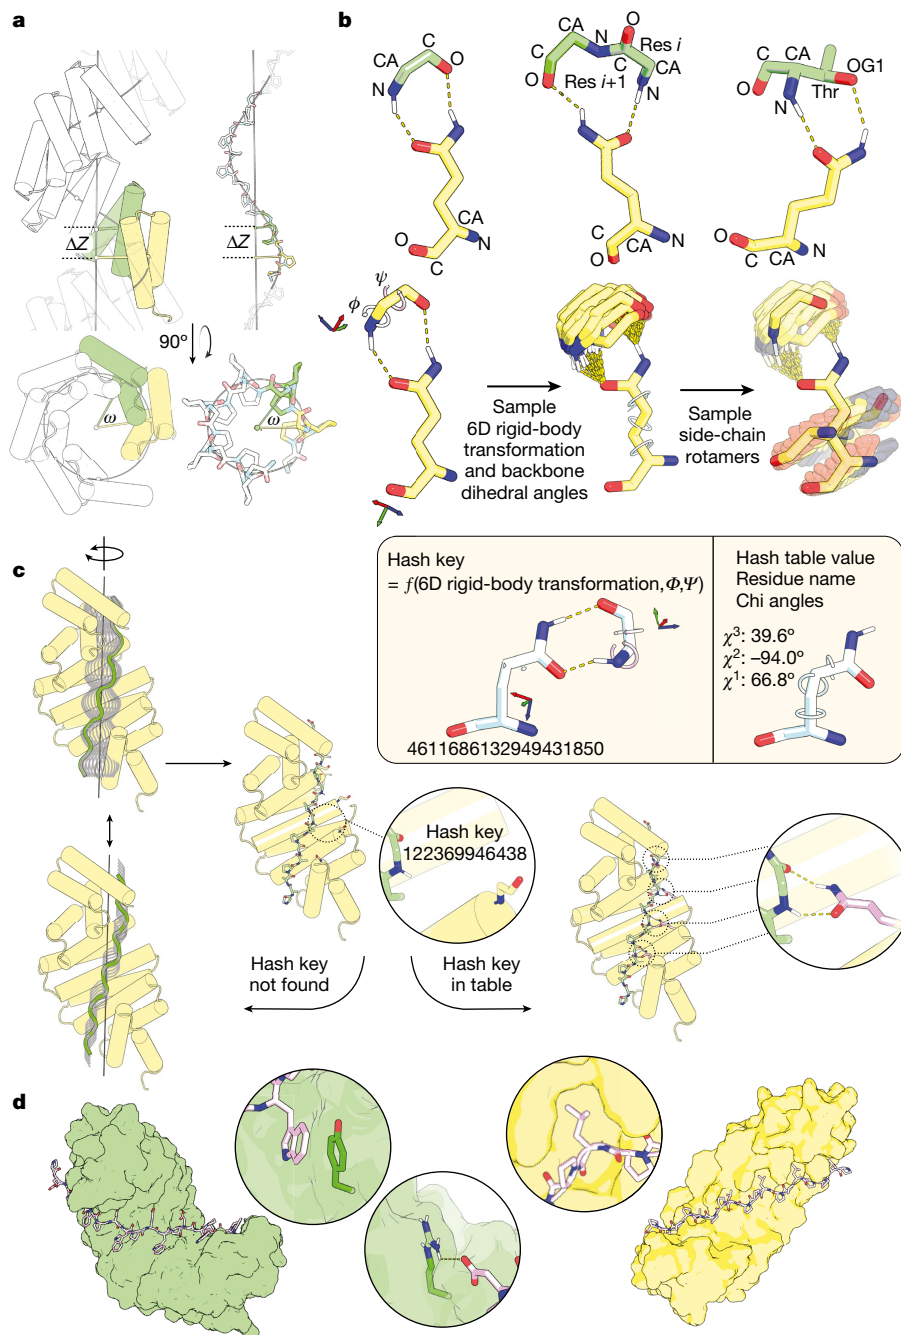 a
ΔZ
ΔZ
90°
ω
ω
b
CA
C
O
N
CA
N
O
C
O
CA
N
C
Res i
C
O
Res i+1
CA
N
C
CA
N
O
C
CA
OG1
N
Thr
O
C
CA
N
ϕ
ψ
Sample
6D rigid-body
transformation
and backbone
dihedral angles
Sample
side-chain
rotamers
c
Hash key
= f(6D rigid-body transformation,Φ,Ψ)
4611686132949431850
Hash table value
Residue name
Chi angles
χ³: 39.6°
χ²: –94.0°
χ¹: 66.8°
Hash key
122369946438
Hash key
not found
Hash key
in table
d